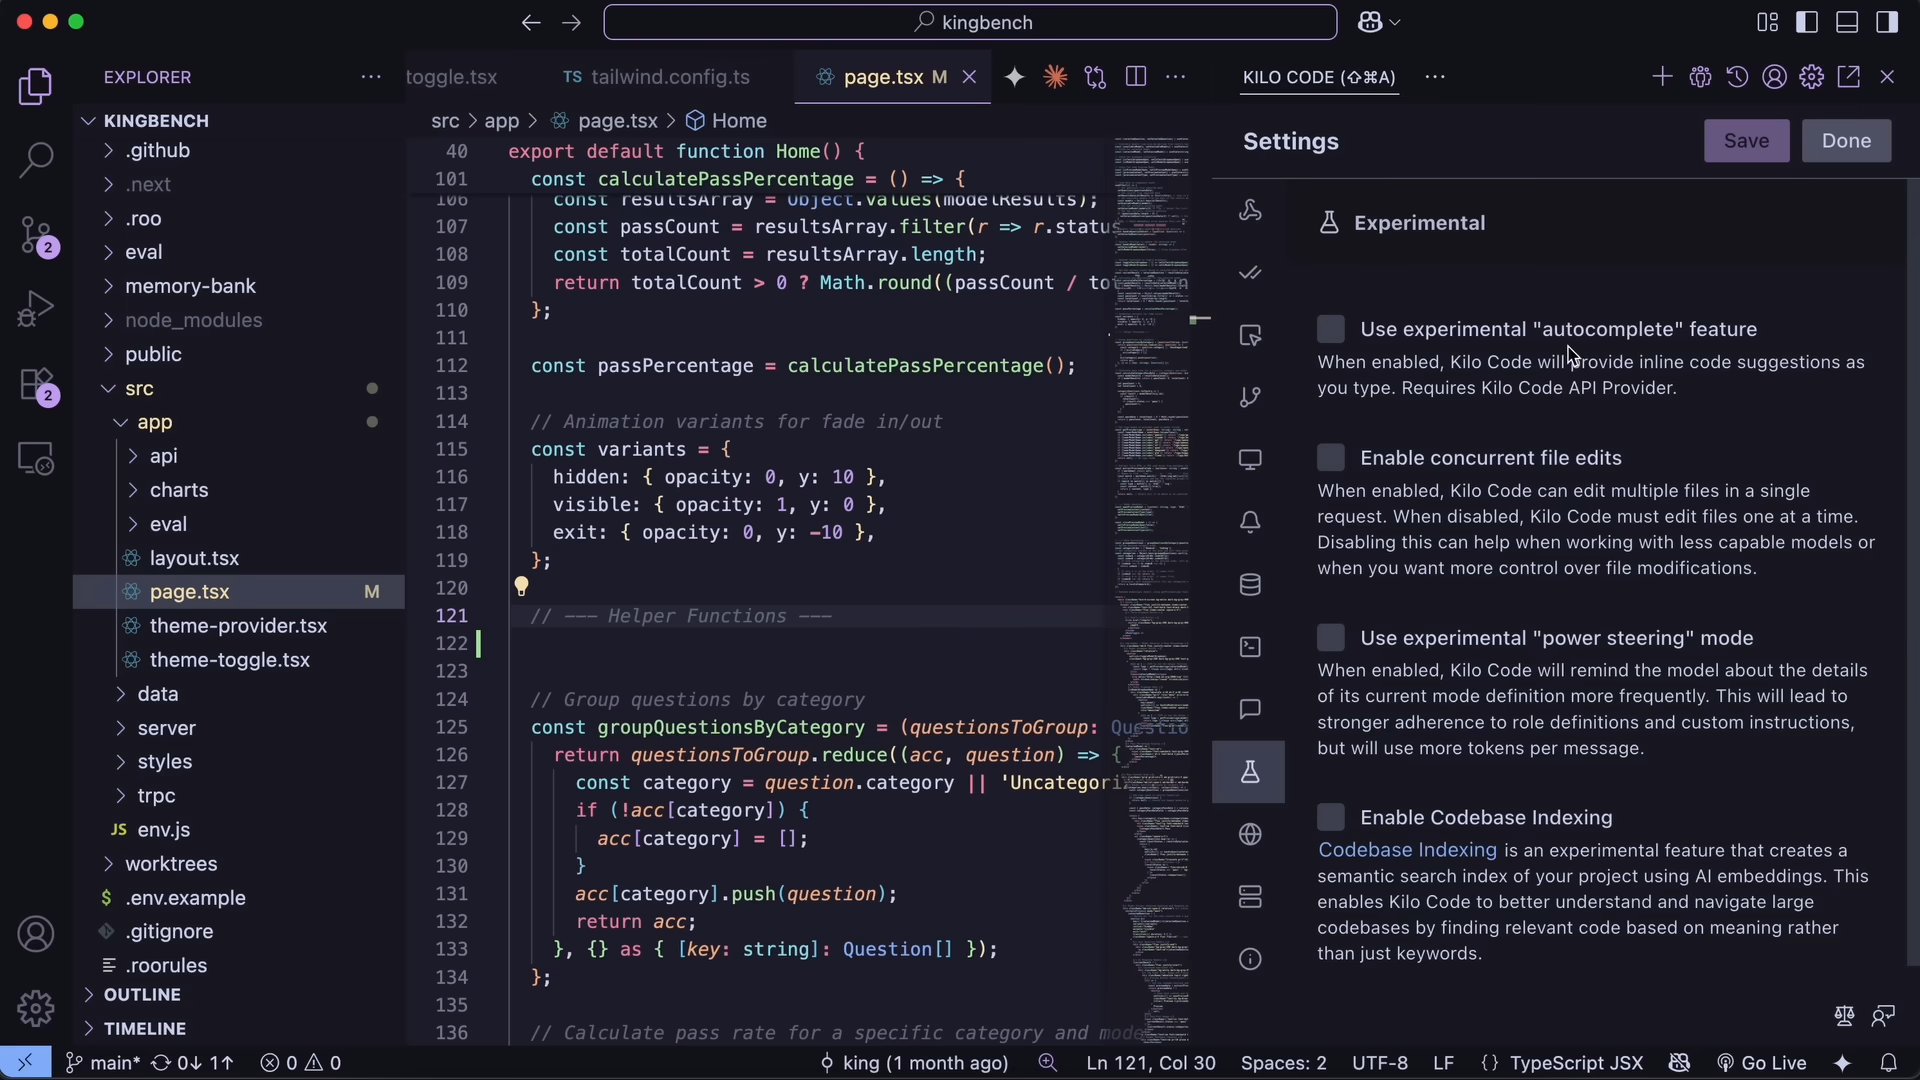 kingbench
EXPLORER
KINGBENCH
.github
.next
.roo
eval
memory-bank
node_modules
public
src
app
api
charts
eval
layout.tsx
page.tsx M
theme-provider.tsx
theme-toggle.tsx
data
server
styles
trpc
JS env.js
worktrees
$ .env.example
.gitignore
.roorules
OUTLINE
TIMELINE
2
2
toggle.tsx
TS tailwind.config.ts
page.tsx M
src > app > page.tsx > Home
40 export default function Home() {
101 const calculatePassPercentage = () => {
106 const resultsArray = Object.values(modelResults);
107 const passCount = resultsArray.filter(r => r.status
108 const totalCount = resultsArray.length;
109 return totalCount > 0 ? Math.round((passCount / to
110 };
111
112 const passPercentage = calculatePassPercentage();
113
114 // Animation variants for fade in/out
115 const variants = {
116 hidden: { opacity: 0, y: 10 },
117 visible: { opacity: 1, y: 0 },
118 exit: { opacity: 0, y: −10 },
119 };
120
121 // ——— Helper Functions ———
122
123
124 // Group questions by category
125 const groupQuestionsByCategory = (questionsToGroup: Questio
126 return questionsToGroup.reduce((acc, question) => {
127 const category = question.category || 'Uncategori
128 if (!acc[category]) {
129 acc[category] = [];
130 }
131 acc[category].push(question);
132 return acc;
133 }, {} as { [key: string]: Question[] });
134 };
135
136 // Calculate pass rate for a specific category and mode
KILO CODE (⇧⌘A)
Settings
Save
Done
Experimental
Use experimental "autocomplete" feature
When enabled, Kilo Code will provide inline code suggestions as
you type. Requires Kilo Code API Provider.
Enable concurrent file edits
When enabled, Kilo Code can edit multiple files in a single
request. When disabled, Kilo Code must edit files one at a time.
Disabling this can help when working with less capable models or
when you want more control over file modifications.
Use experimental "power steering" mode
When enabled, Kilo Code will remind the model about the details
of its current mode definition more frequently. This will lead to
stronger adherence to role definitions and custom instructions,
but will use more tokens per message.
Enable Codebase Indexing
Codebase Indexing is an experimental feature that creates a
semantic search index of your project using AI embeddings. This
enables Kilo Code to better understand and navigate large
codebases by finding relevant code based on meaning rather
than just keywords.
main* 0↓ 1↑ 0 0 king (1 month ago) Ln 121, Col 30 Spaces: 2 UTF-8 LF {} TypeScript JSX Go Live